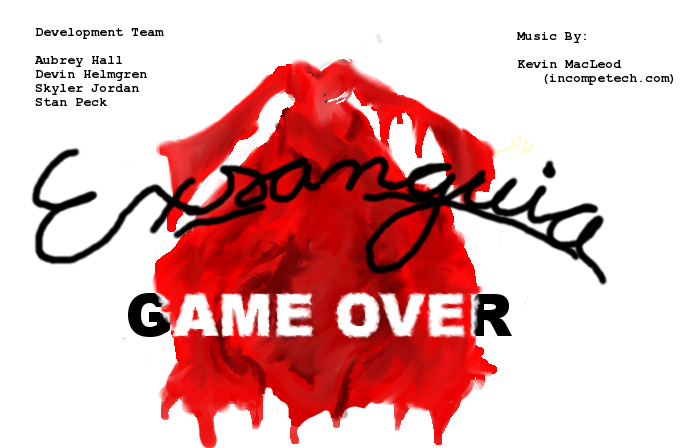 Development Team
Aubrey Hall
Devin Helmgren
Skyler Jordan
Stan Peck
Music By:
Kevin MacLeod
(incompetech.com)
Exsanguia
GAME OVER